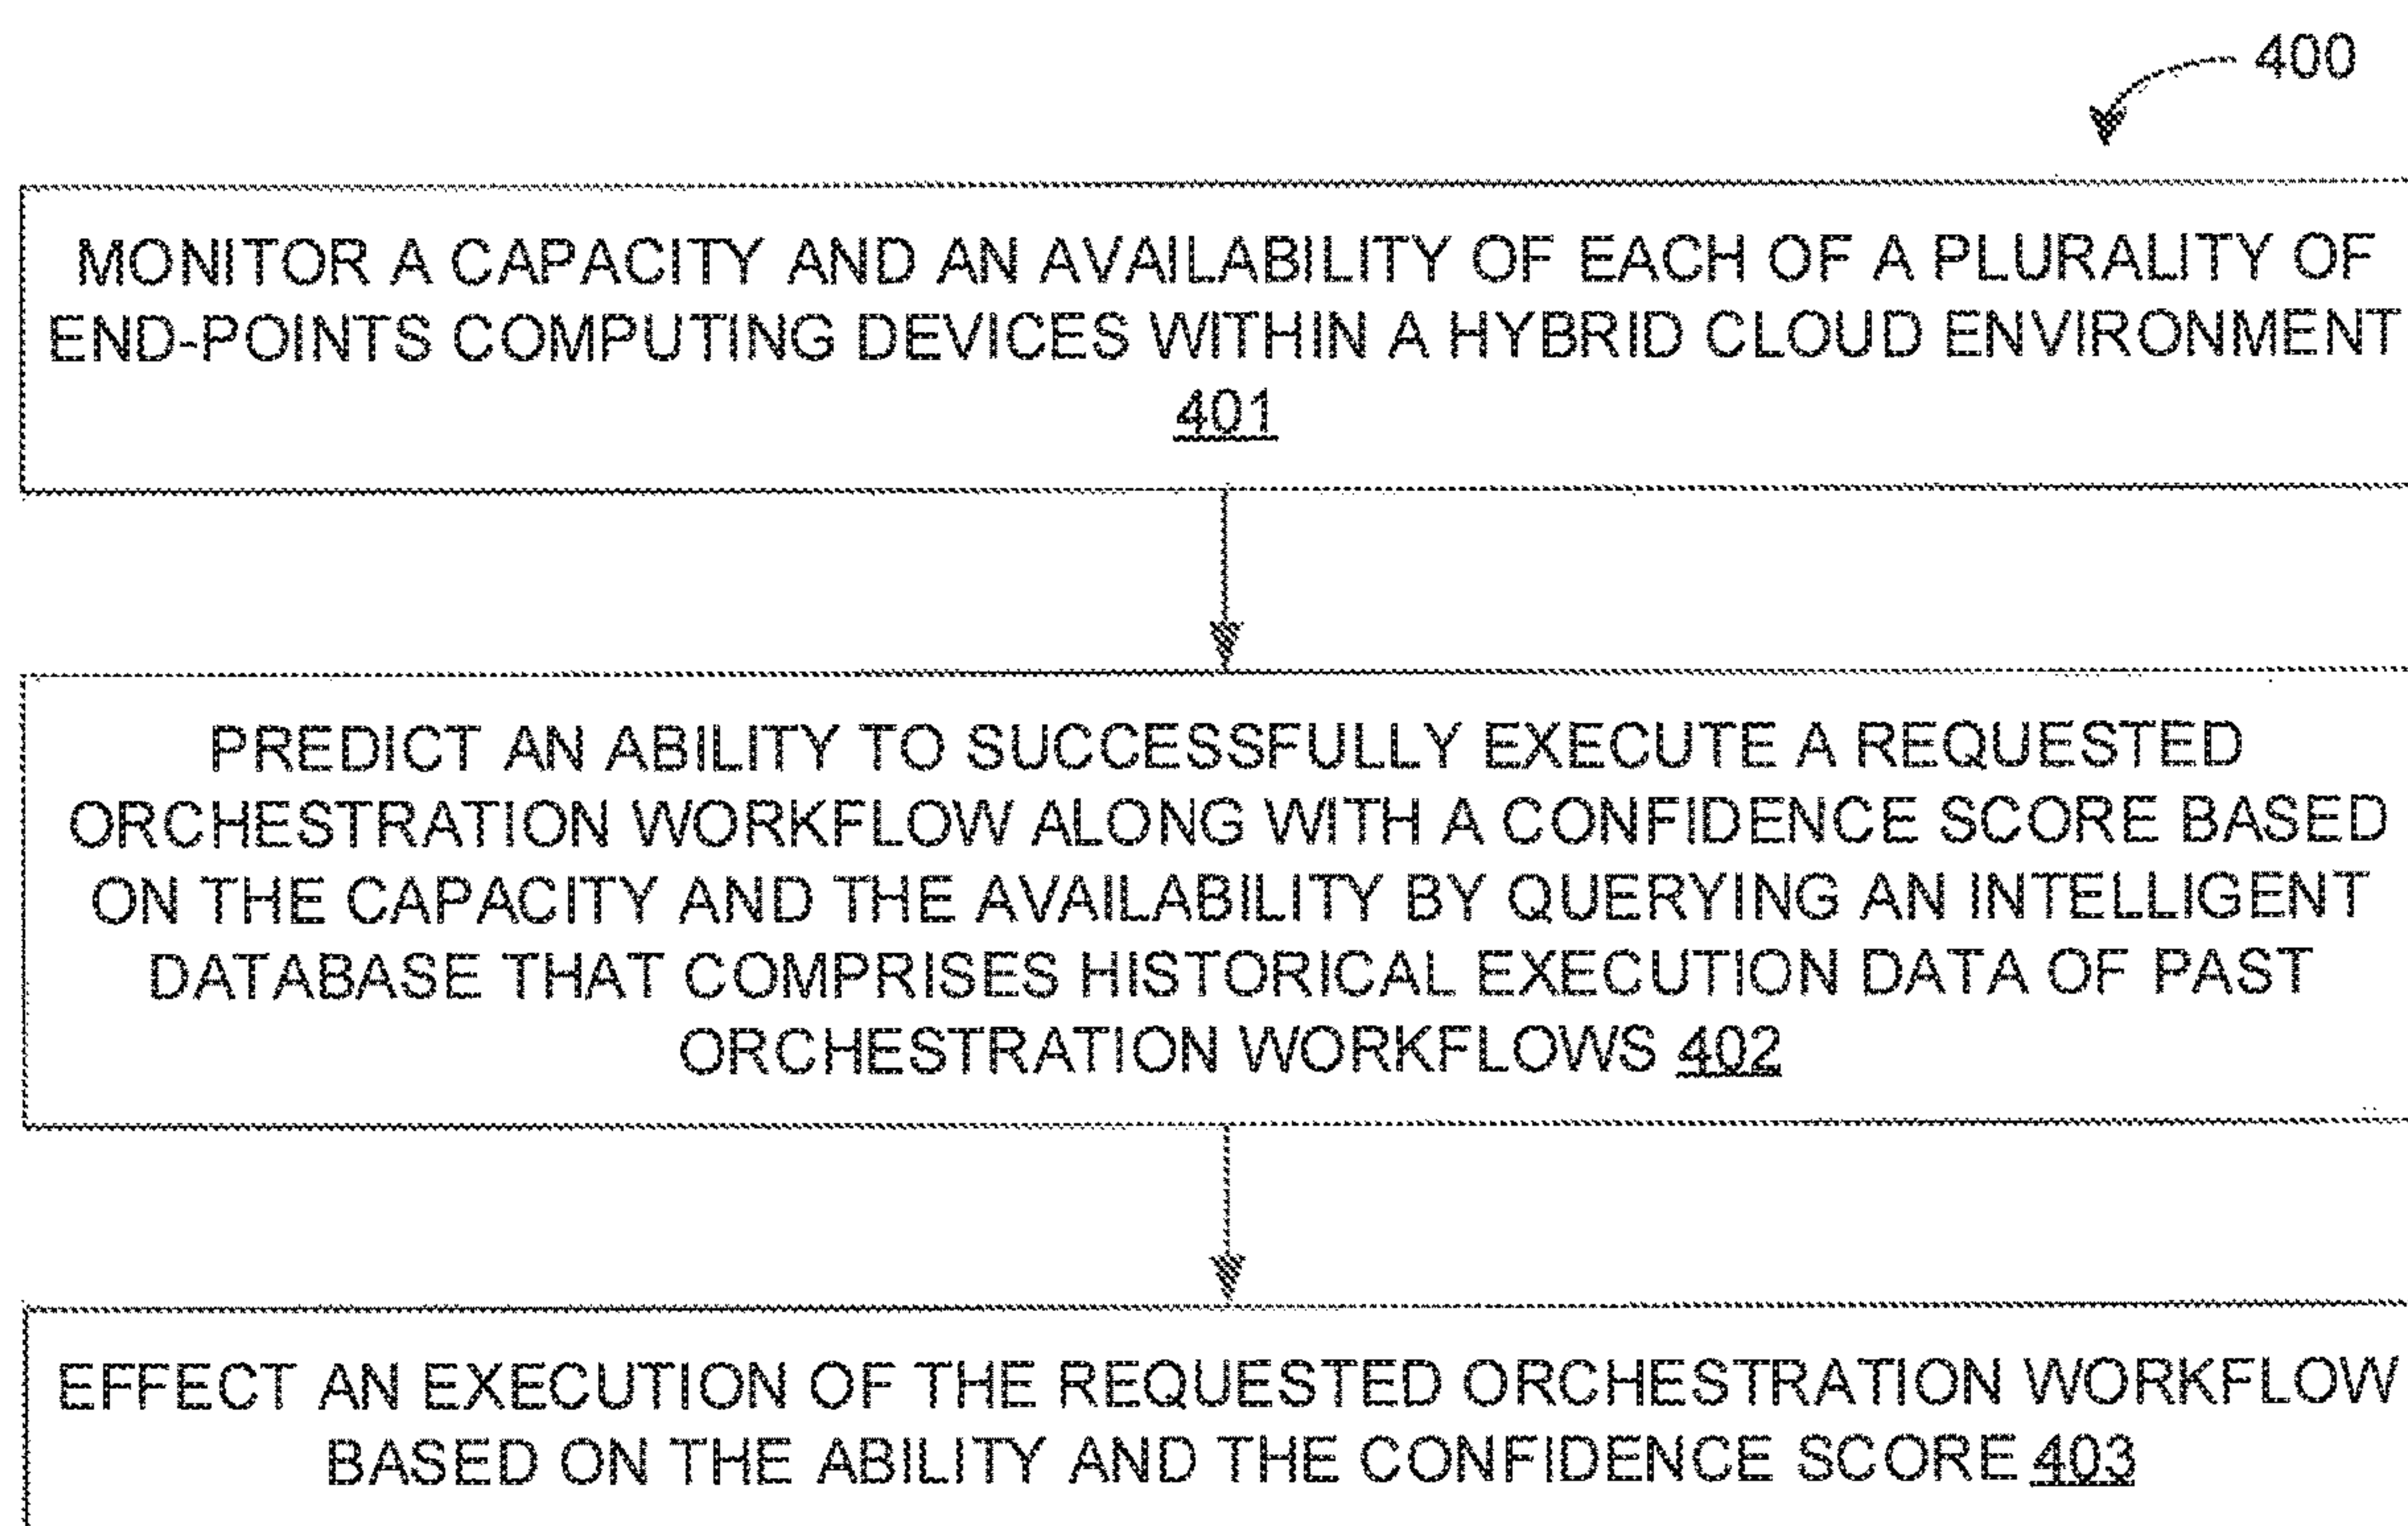 400
MONITOR A CAPACITY AND AN AVAILABILITY OF EACH OF A PLURALITY OF
END-POINTS COMPUTING DEVICES WITHIN A HYBRID CLOUD ENVIRONMENT
401
PREDICT AN ABILITY TO SUCCESSFULLY EXECUTE A REQUESTED
ORCHESTRATION WORKFLOW ALONG WITH A CONFIDENCE SCORE BASED
ON THE CAPACITY AND THE AVAILABILITY BY QUERYING AN INTELLIGENT
DATABASE THAT COMPRISES HISTORICAL EXECUTION DATA OF PAST
ORCHESTRATION WORKFLOWS 402
EFFECT AN EXECUTION OF THE REQUESTED ORCHESTRATION WORKFLOW
BASED ON THE ABILITY AND THE CONFIDENCE SCORE 403